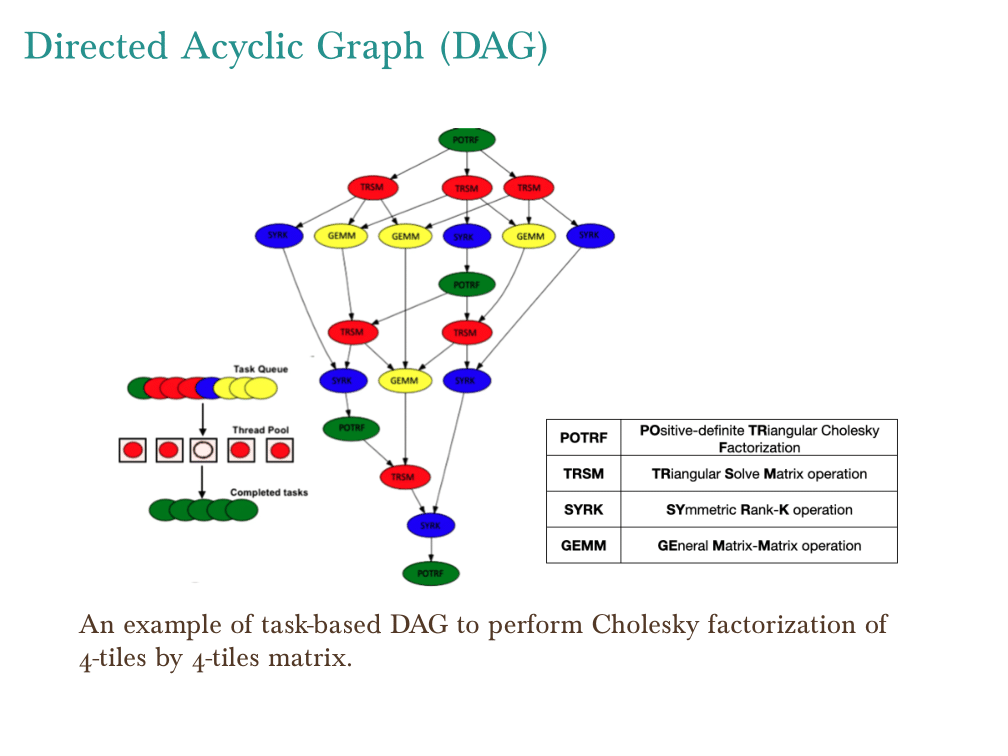 Directed Acyclic Graph (DAG)
POTRF
TRSM TRSM TRSM
SYRK GEMM GEMM SYRK GEMM SYRK
POTRF
TRSM TRSM
SYRK GEMM SYRK
POTRF
TRSM
SYRK
POTRF
Task Queue
Thread Pool
Completed tasks
POTRF POsitive-definite TRiangular Cholesky
Factorization
TRSM TRiangular Solve Matrix operation
SYRK SYmmetric Rank-K operation
GEMM GEneral Matrix-Matrix operation
An example of task-based DAG to perform Cholesky factorization of
4-tiles by 4-tiles matrix.